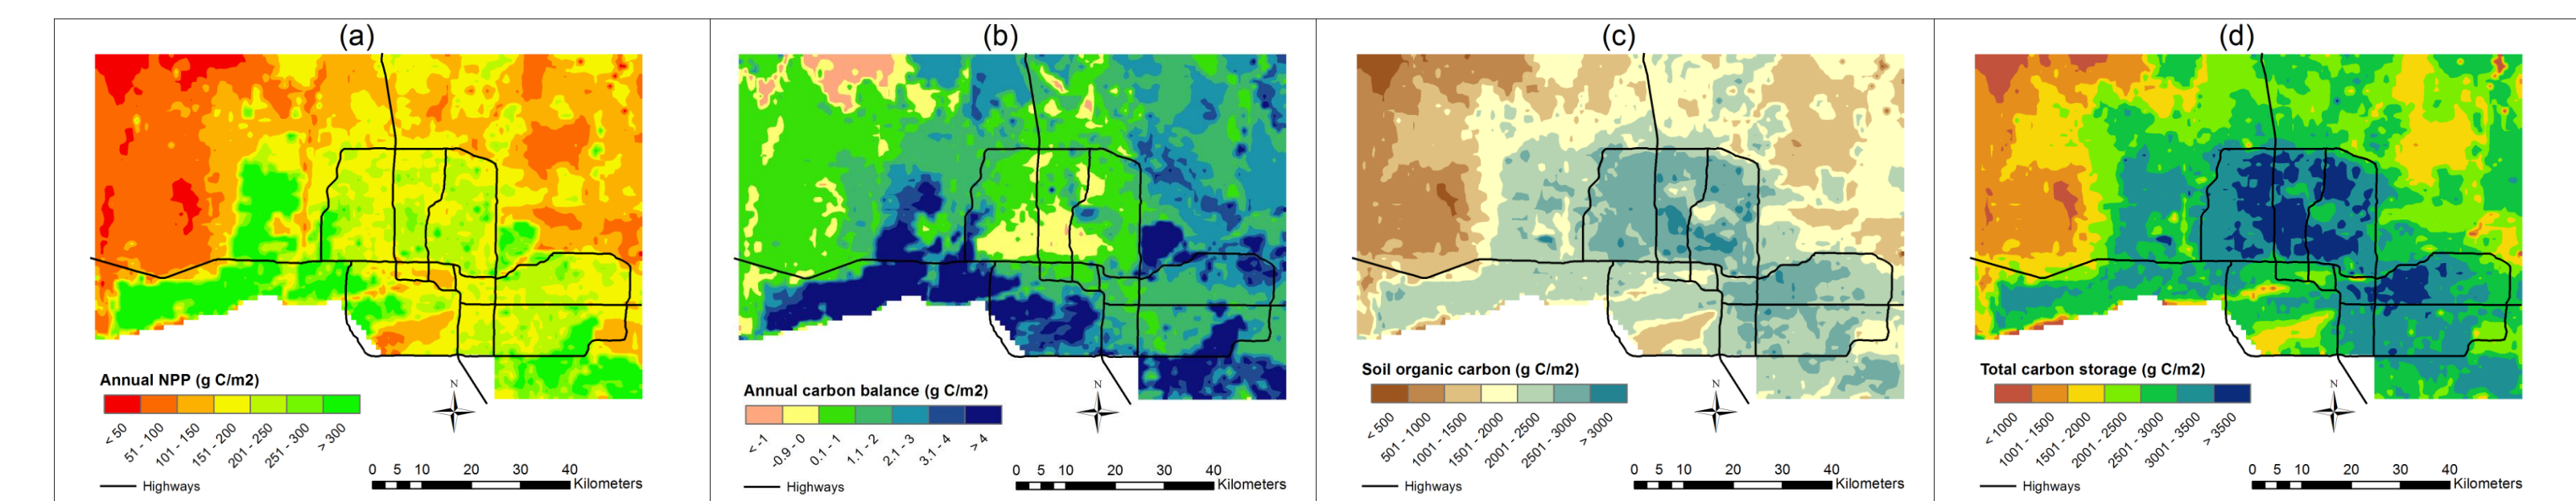 (a)
Annual NPP (g C/m2)
< 50
51 - 100
101 - 150
151 - 200
201 - 250
251 - 300
> 300
N
0 5 10 20 30 40
Kilometers
Highways
(b)
Annual carbon balance (g C/m2)
< -1
-0.9 - 0
0.1 - 1
1.1 - 2
2.1 - 3
3.1 - 4
> 4
N
0 5 10 20 30 40
Kilometers
Highways
(c)
Soil organic carbon (g C/m2)
< 500
501 - 1000
1001 - 1500
1501 - 2000
2001 - 2500
2501 - 3000
> 3000
N
0 5 10 20 30 40
Kilometers
Highways
(d)
Total carbon storage (g C/m2)
< 1000
1001 - 1500
1501 - 2000
2001 - 2500
2501 - 3000
3001 - 3500
> 3500
N
0 5 10 20 30 40
Kilometers
Highways